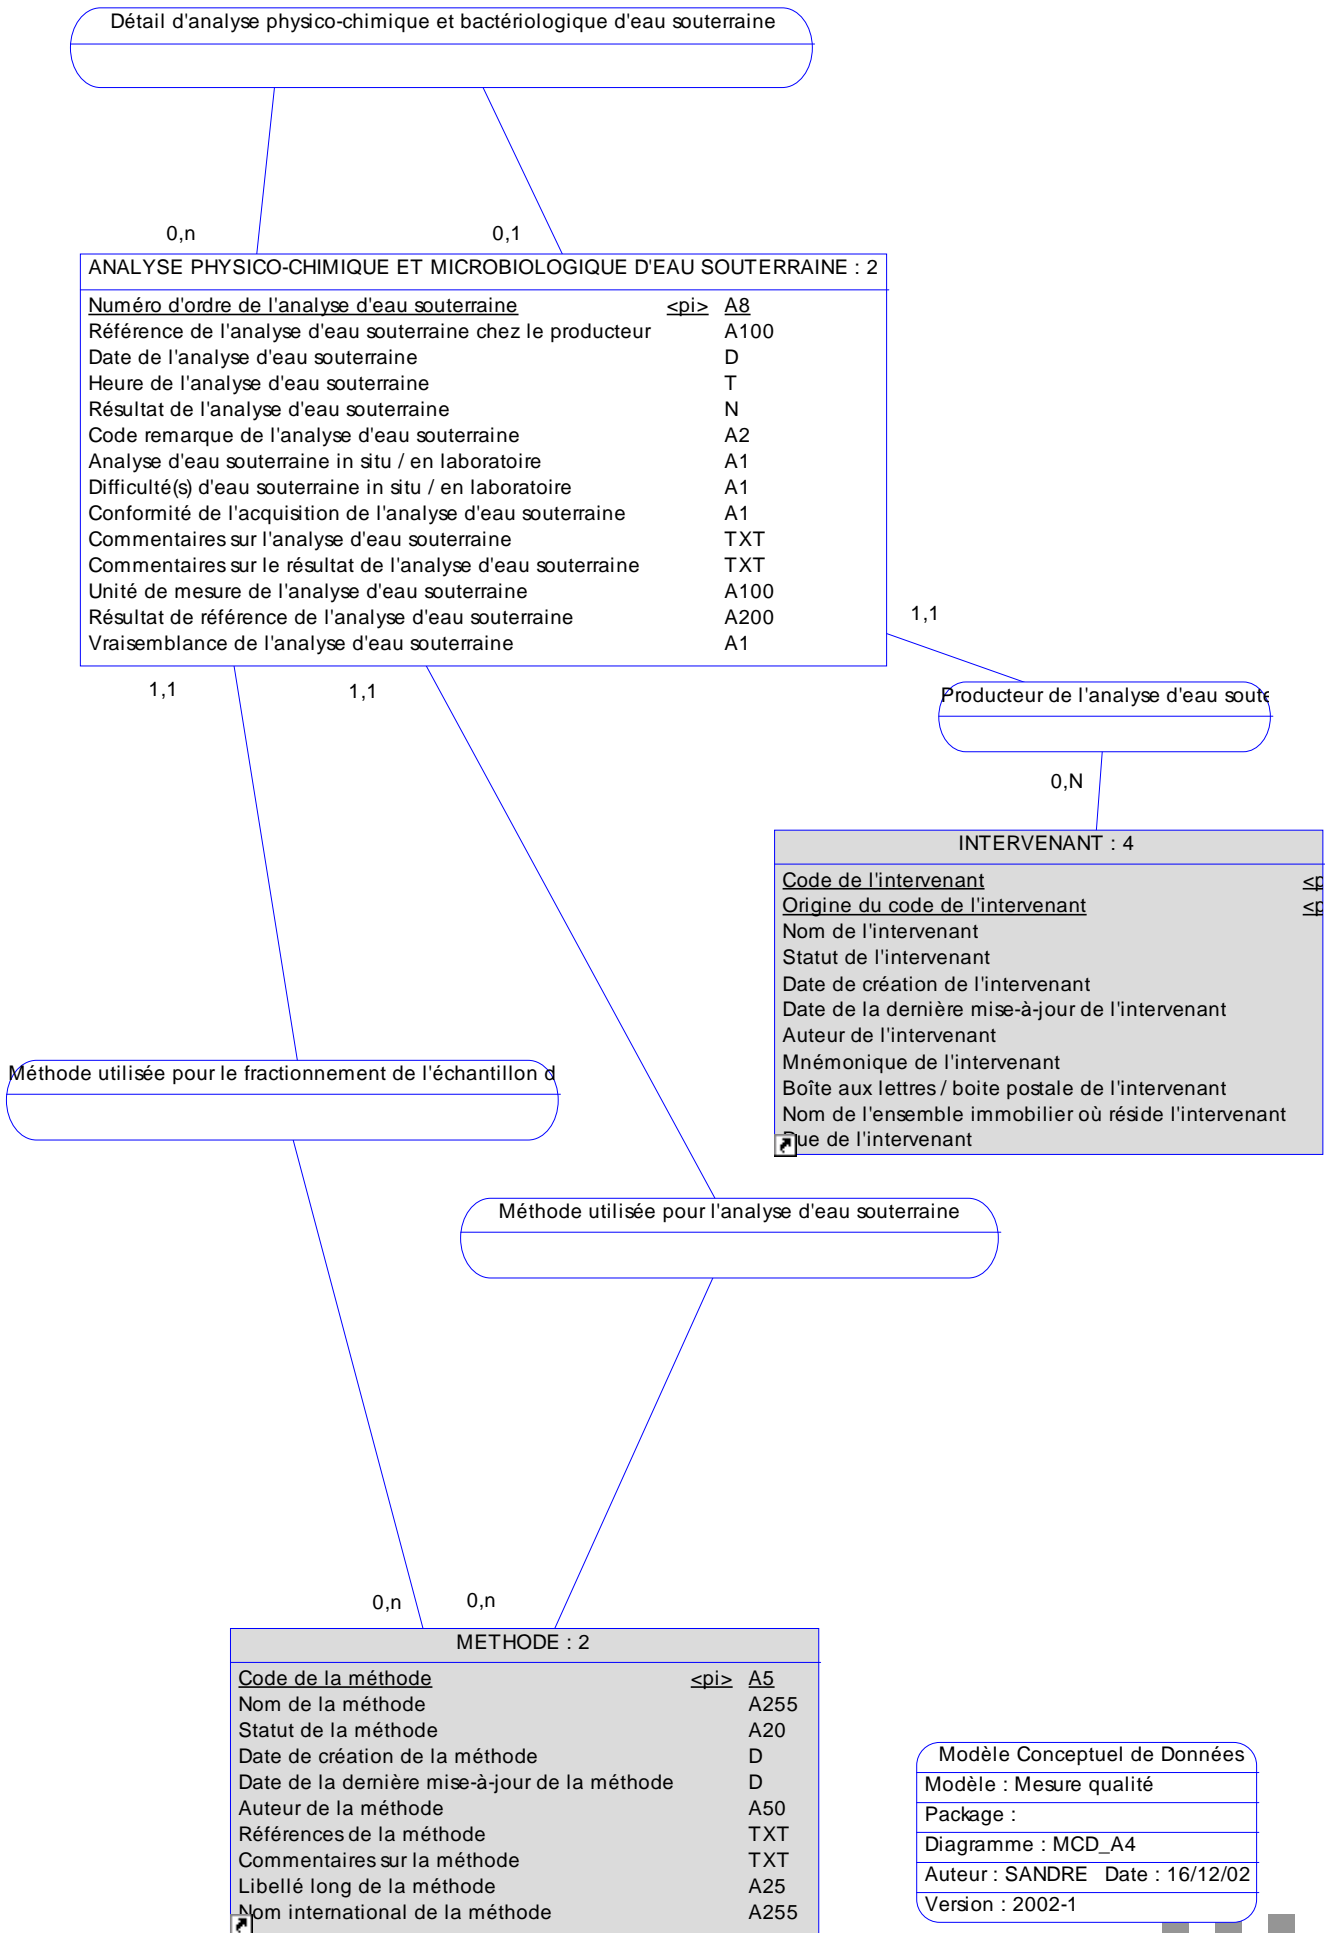 Détail d'analyse physico-chimique et bactériologique d'eau souterraine
0,n
0,1
ANALYSE PHYSICO-CHIMIQUE ET MICROBIOLOGIQUE D'EAU SOUTERRAINE : 2
Numéro d'ordre de l'analyse d'eau souterraine <pi> A8
Référence de l'analyse d'eau souterraine chez le producteur A100
Date de l'analyse d'eau souterraine D
Heure de l'analyse d'eau souterraine T
Résultat de l'analyse d'eau souterraine N
Code remarque de l'analyse d'eau souterraine A2
Analyse d'eau souterraine in situ / en laboratoire A1
Difficulté(s) d'eau souterraine in situ / en laboratoire A1
Conformité de l'acquisition de l'analyse d'eau souterraine A1
Commentaires sur l'analyse d'eau souterraine TXT
Commentaires sur le résultat de l'analyse d'eau souterraine TXT
Unité de mesure de l'analyse d'eau souterraine A100
Résultat de référence de l'analyse d'eau souterraine A200
Vraisemblance de l'analyse d'eau souterraine A1
1,1
1,1
1,1
Producteur de l'analyse d'eau soute
0,N
INTERVENANT : 4
Code de l'intervenant <p
Origine du code de l'intervenant <p
Nom de l'intervenant
Statut de l'intervenant
Date de création de l'intervenant
Date de la dernière mise-à-jour de l'intervenant
Auteur de l'intervenant
Mnémonique de l'intervenant
Boîte aux lettres / boite postale de l'intervenant
Nom de l'ensemble immobilier où réside l'intervenant
Rue de l'intervenant
Méthode utilisée pour le fractionnement de l'échantillon d
Méthode utilisée pour l'analyse d'eau souterraine
0,n
0,n
METHODE : 2
Code de la méthode <pi> A5
Nom de la méthode A255
Statut de la méthode A20
Date de création de la méthode D
Date de la dernière mise-à-jour de la méthode D
Auteur de la méthode A50
Références de la méthode TXT
Commentaires sur la méthode TXT
Libellé long de la méthode A25
Nom international de la méthode A255
Modèle Conceptuel de Données
Modèle : Mesure qualité
Package :
Diagramme : MCD_A4
Auteur : SANDRE Date : 16/12/02
Version : 2002-1